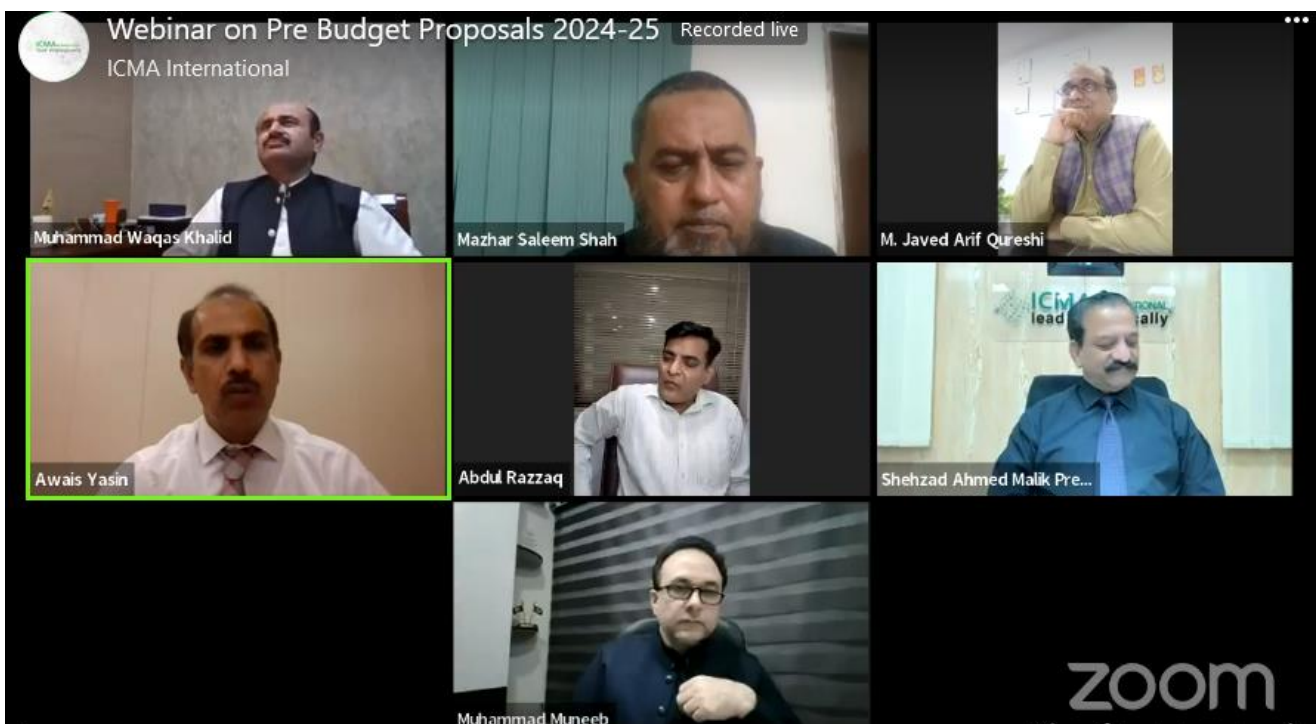 Webinar on Pre Budget Proposals 2024-25 Recorded live
ICMA International
Muhammad Waqas Khalid
Mazhar Saleem Shah
M. Javed Arif Qureshi
Awais Yasin
Abdul Razzaq
Shehzad Ahmed Malik Pre...
Muhammad Muneeb
zoom